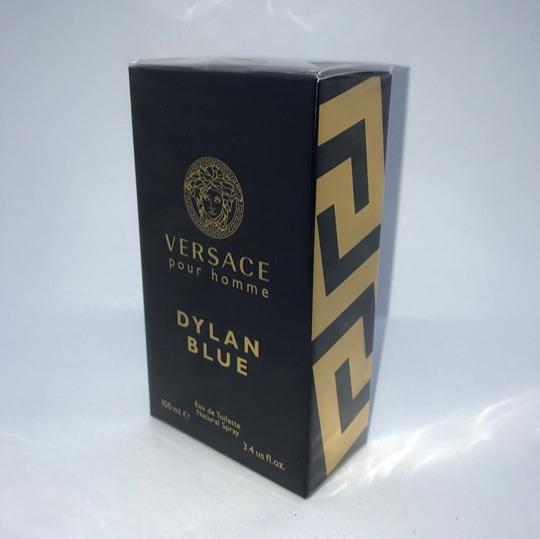 VERSACE
pour homme
DYLAN
BLUE
Eau de Toilette
100 ml e Natural Spray
3.4 us fl.oz.